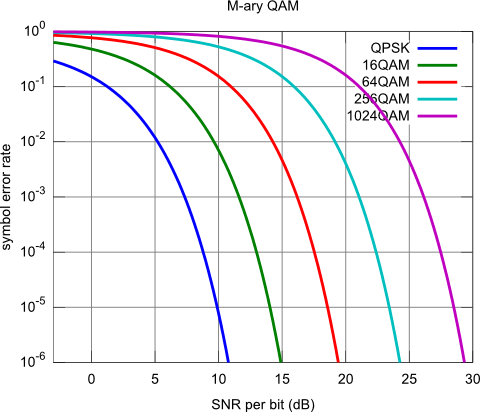 M-ary QAM
symbol error rate
10^0
10^-1
10^-2
10^-3
10^-4
10^-5
10^-6
QPSK
16QAM
64QAM
256QAM
1024QAM
0 5 10 15 20 25 30
SNR per bit (dB)